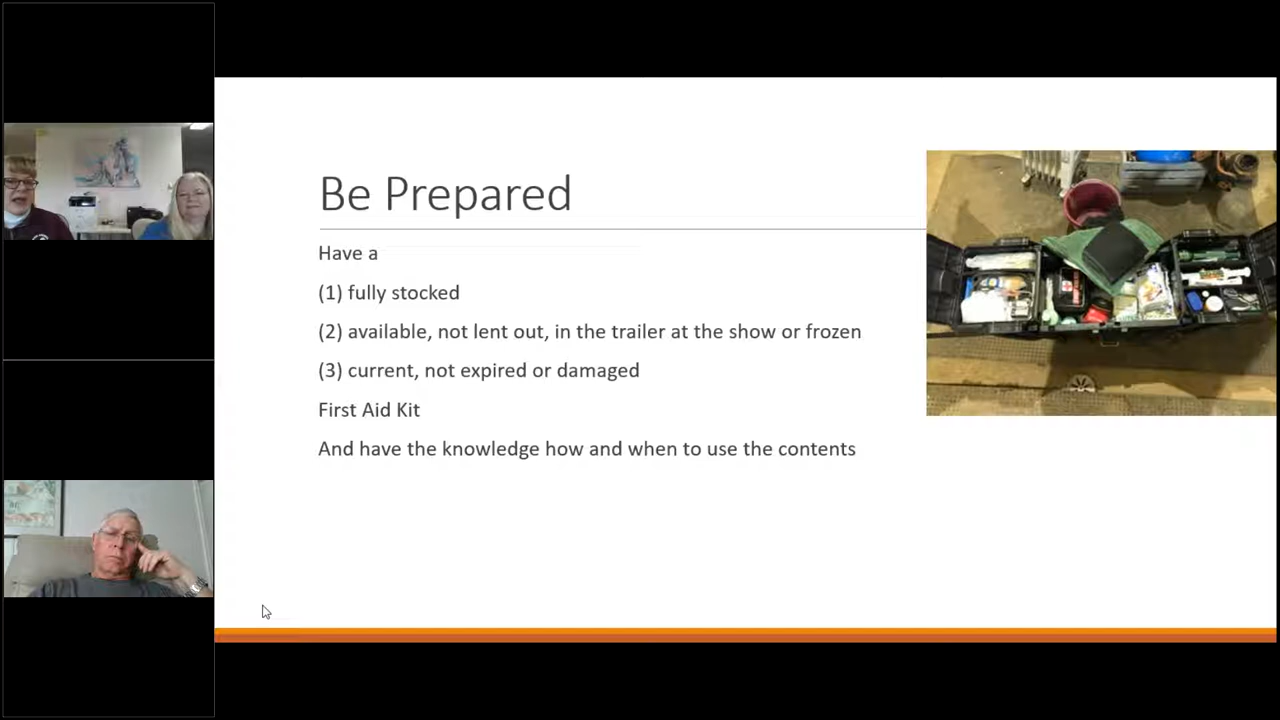 Be Prepared
Have a
(1) fully stocked
(2) available, not lent out, in the trailer at the show or frozen
(3) current, not expired or damaged
First Aid Kit
And have the knowledge how and when to use the contents